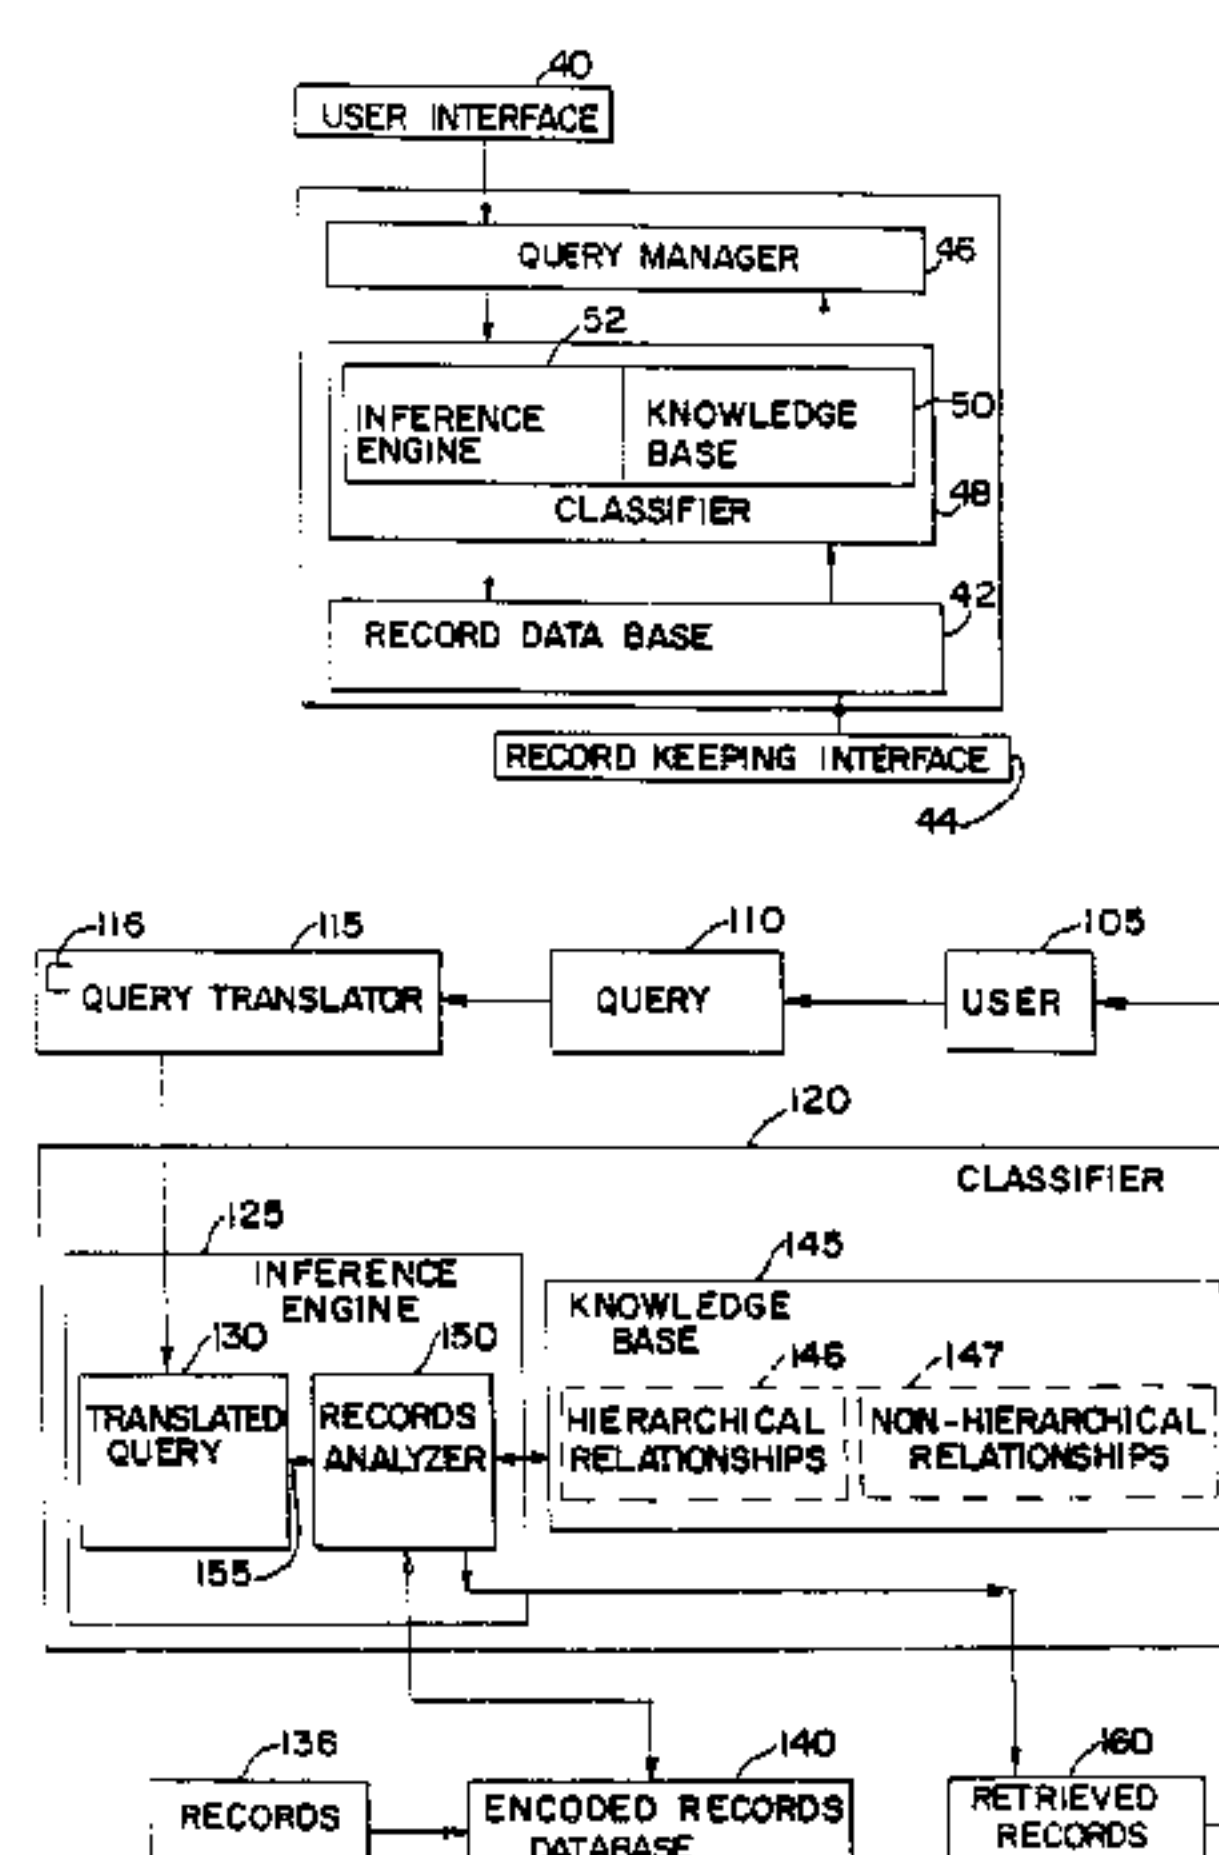 40
USER INTERFACE
QUERY MANAGER
46
52
INFERENCE
ENGINE
KNOWLEDGE
BASE
50
CLASSIFIER
48
42
RECORD DATA BASE
RECORD KEEPING INTERFACE
44
116
115
110
105
QUERY TRANSLATOR
QUERY
USER
120
CLASSIFIER
125
INFERENCE
ENGINE
145
KNOWLEDGE
BASE
130
150
146
147
TRANSLATED
QUERY
RECORDS
ANALYZER
HIERARCHICAL
RELATIONSHIPS
NON-HIERARCHICAL
RELATIONSHIPS
155
136
140
160
RECORDS
ENCODED RECORDS
DATABASE
RETRIEVED
RECORDS